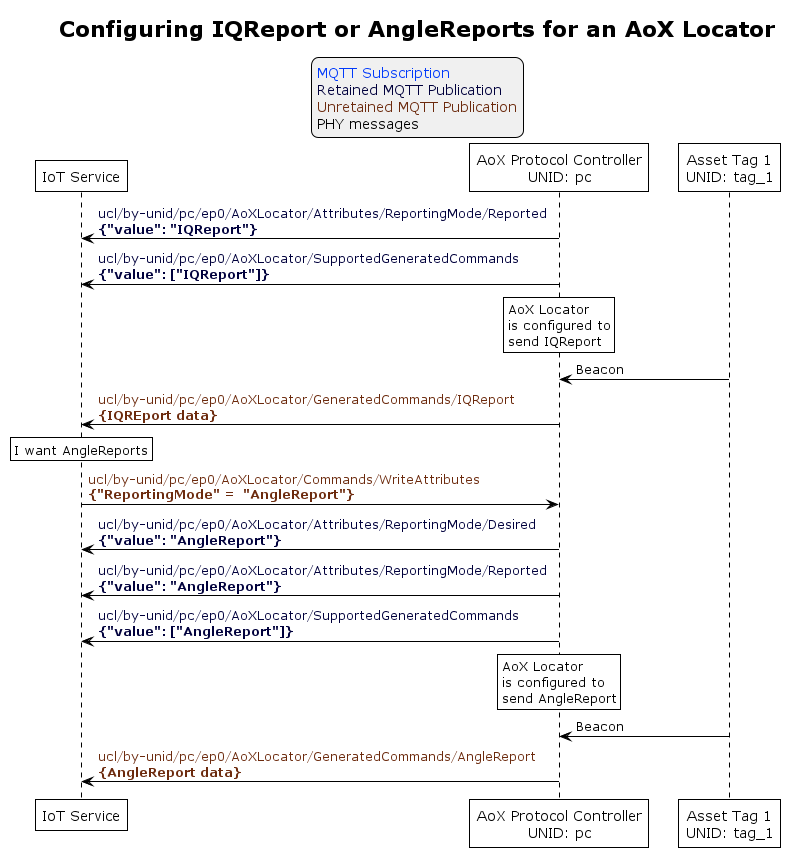 Configuring IQReport or AngleReports for an AoX Locator
MQTT Subscription
Retained MQTT Publication
Unretained MQTT Publication
PHY messages
IoT Service
AoX Protocol Controller
UNID: pc
Asset Tag 1
UNID: tag_1
ucl/by-unid/pc/ep0/AoXLocator/Attributes/ReportingMode/Reported
{"value": "IQReport"}
ucl/by-unid/pc/ep0/AoXLocator/SupportedGeneratedCommands
{"value": ["IQReport"]}
AoX Locator
is configured to
send IQReport
Beacon
ucl/by-unid/pc/ep0/AoXLocator/GeneratedCommands/IQReport
{IQREport data}
I want AngleReports
ucl/by-unid/pc/ep0/AoXLocator/Commands/WriteAttributes
{"ReportingMode" = "AngleReport"}
ucl/by-unid/pc/ep0/AoXLocator/Attributes/ReportingMode/Desired
{"value": "AngleReport"}
ucl/by-unid/pc/ep0/AoXLocator/Attributes/ReportingMode/Reported
{"value": "AngleReport"}
ucl/by-unid/pc/ep0/AoXLocator/SupportedGeneratedCommands
{"value": ["AngleReport"]}
AoX Locator
is configured to
send AngleReport
Beacon
ucl/by-unid/pc/ep0/AoXLocator/GeneratedCommands/AngleReport
{AngleReport data}
IoT Service
AoX Protocol Controller
UNID: pc
Asset Tag 1
UNID: tag_1